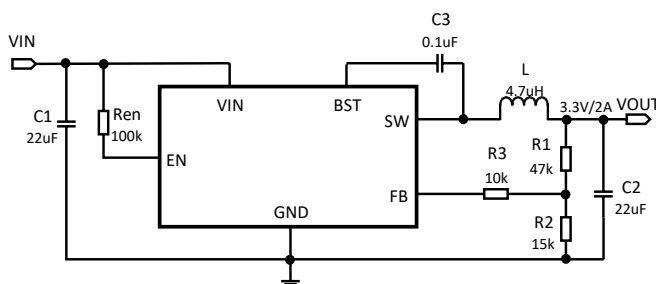 C3
0.1uF
VIN
L
4.7uH
3.3V/2A VOUT
C1
22uF
Ren
100k
VIN
BST
SW
EN
R3
10k
R1
47k
FB
C2
22uF
GND
R2
15k